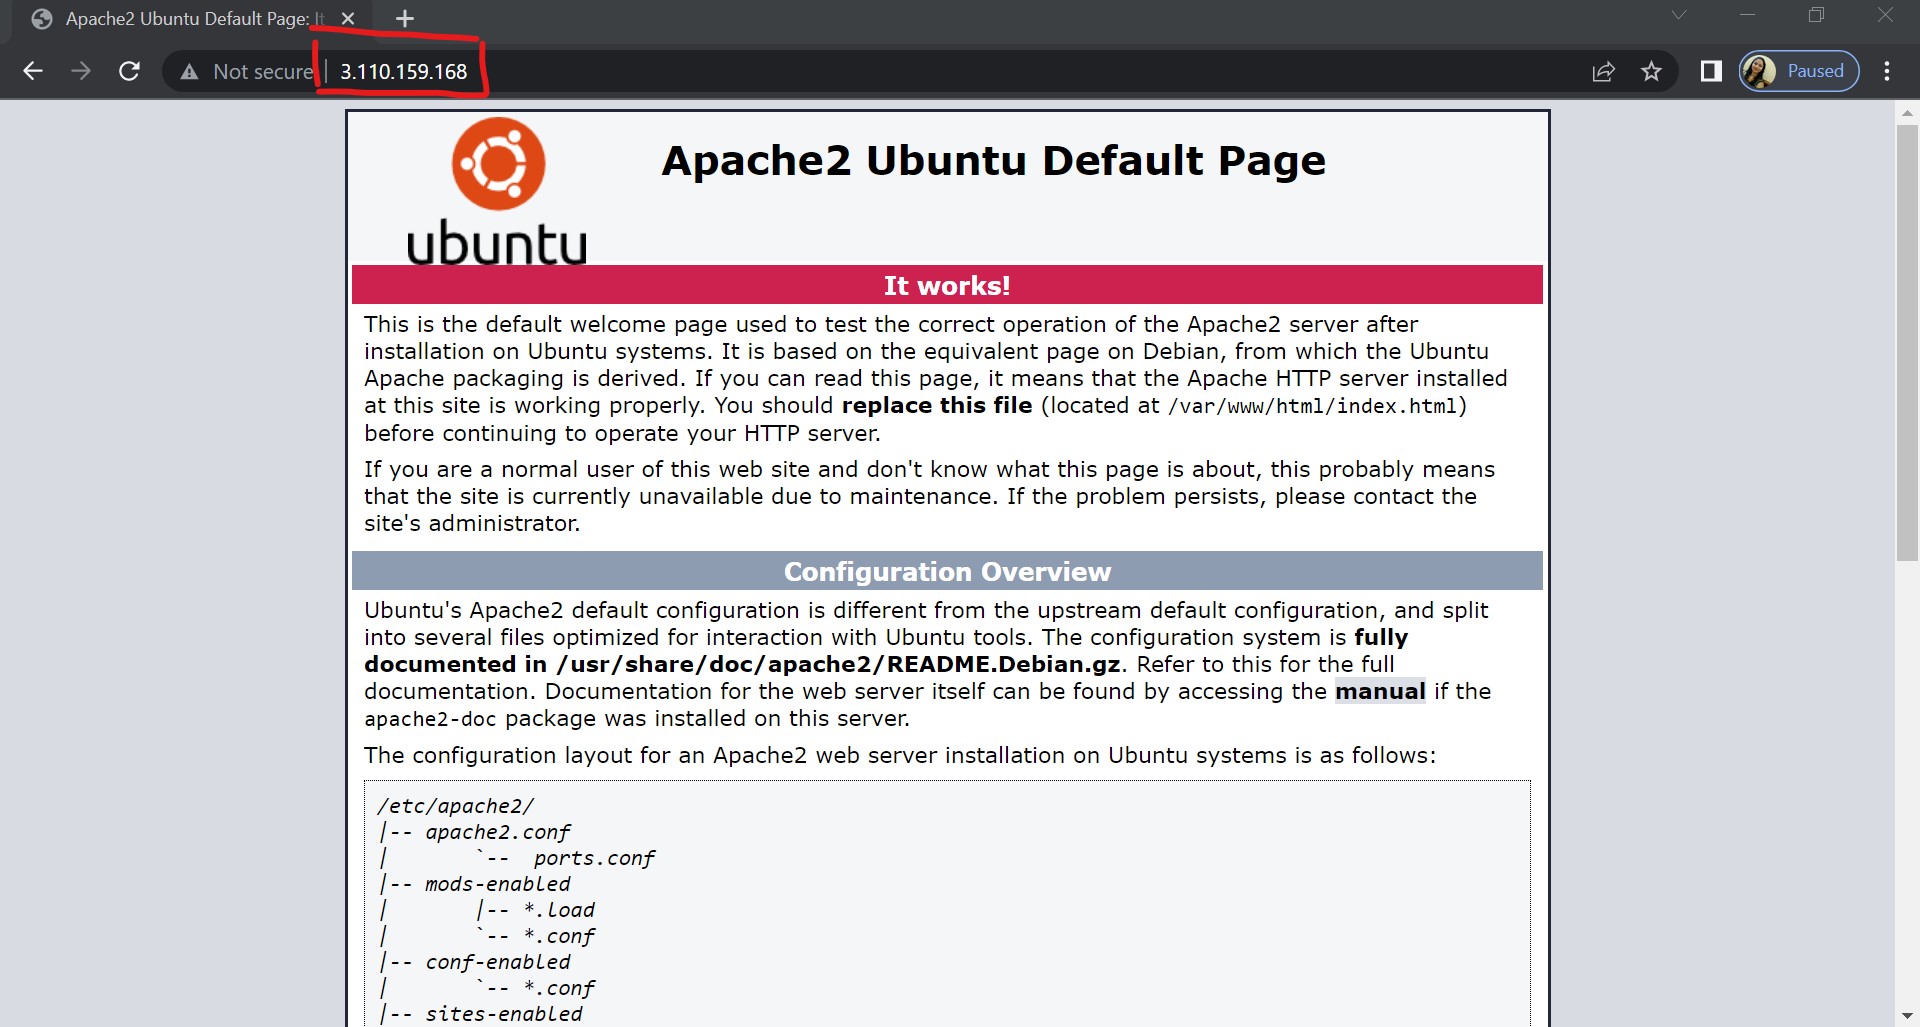 Apache2 Ubuntu Default Page: It
Not secure | 3.110.159.168
Paused
ubuntu
Apache2 Ubuntu Default Page
It works!
This is the default welcome page used to test the correct operation of the Apache2 server after
installation on Ubuntu systems. It is based on the equivalent page on Debian, from which the Ubuntu
Apache packaging is derived. If you can read this page, it means that the Apache HTTP server installed
at this site is working properly. You should replace this file (located at /var/www/html/index.html)
before continuing to operate your HTTP server.
If you are a normal user of this web site and don't know what this page is about, this probably means
that the site is currently unavailable due to maintenance. If the problem persists, please contact the
site's administrator.
Configuration Overview
Ubuntu's Apache2 default configuration is different from the upstream default configuration, and split
into several files optimized for interaction with Ubuntu tools. The configuration system is fully
documented in /usr/share/doc/apache2/README.Debian.gz. Refer to this for the full
documentation. Documentation for the web server itself can be found by accessing the manual if the
apache2-doc package was installed on this server.
The configuration layout for an Apache2 web server installation on Ubuntu systems is as follows:
/etc/apache2/
|-- apache2.conf
|       `--  ports.conf
|-- mods-enabled
|       |-- *.load
|       `-- *.conf
|-- conf-enabled
|       `-- *.conf
|-- sites-enabled